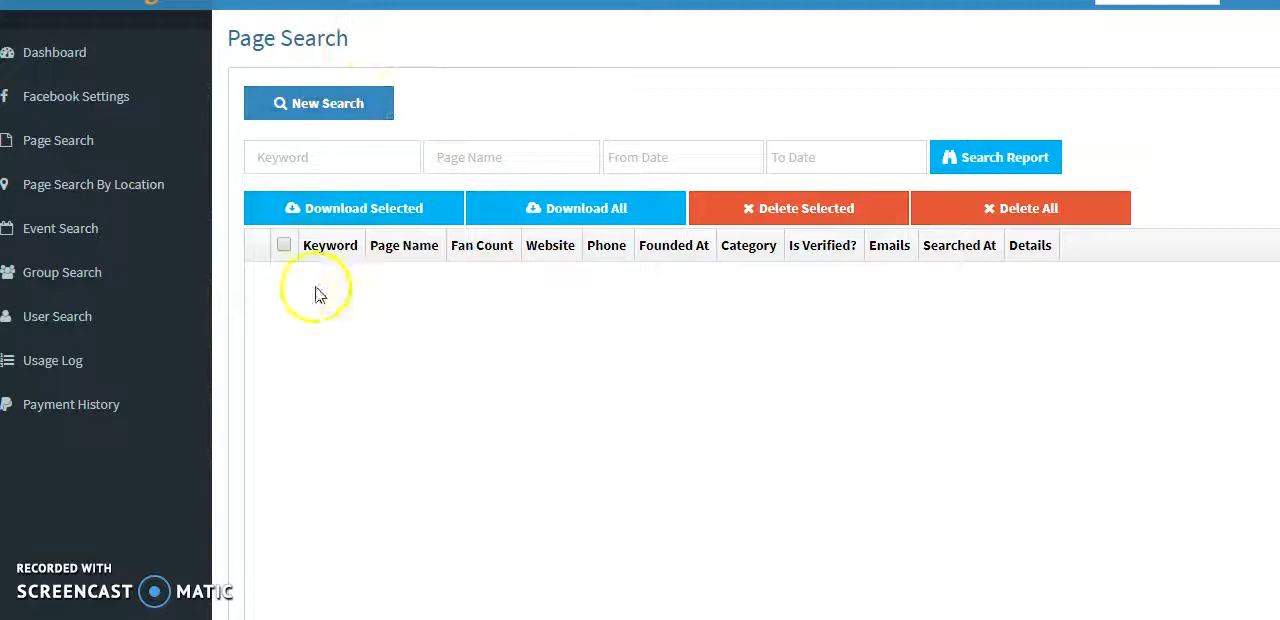 Page Search
Dashboard
Facebook Settings
Page Search
Page Search By Location
Event Search
Group Search
User Search
Usage Log
Payment History
New Search
Keyword Page Name From Date To Date Search Report
Download Selected Download All Delete Selected Delete All
Keyword Page Name Fan Count Website Phone Founded At Category Is Verified? Emails Searched At Details
RECORDED WITH
SCREENCAST MATIC